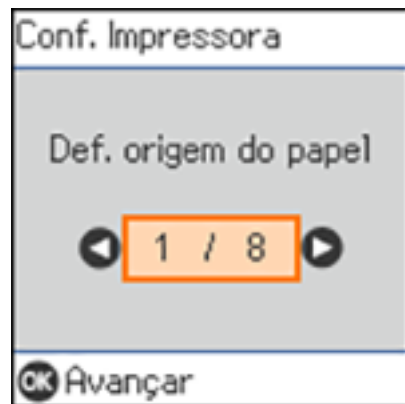 Conf. Impressora
Def. origem do papel
1 / 8
OK Avançar